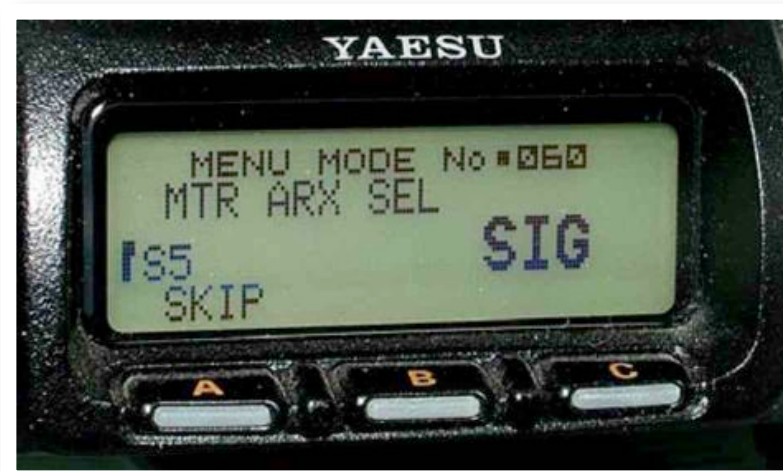 YAESU
MENU MODE No.060
MTR ARX SEL
SIG
S5
SKIP
A B C